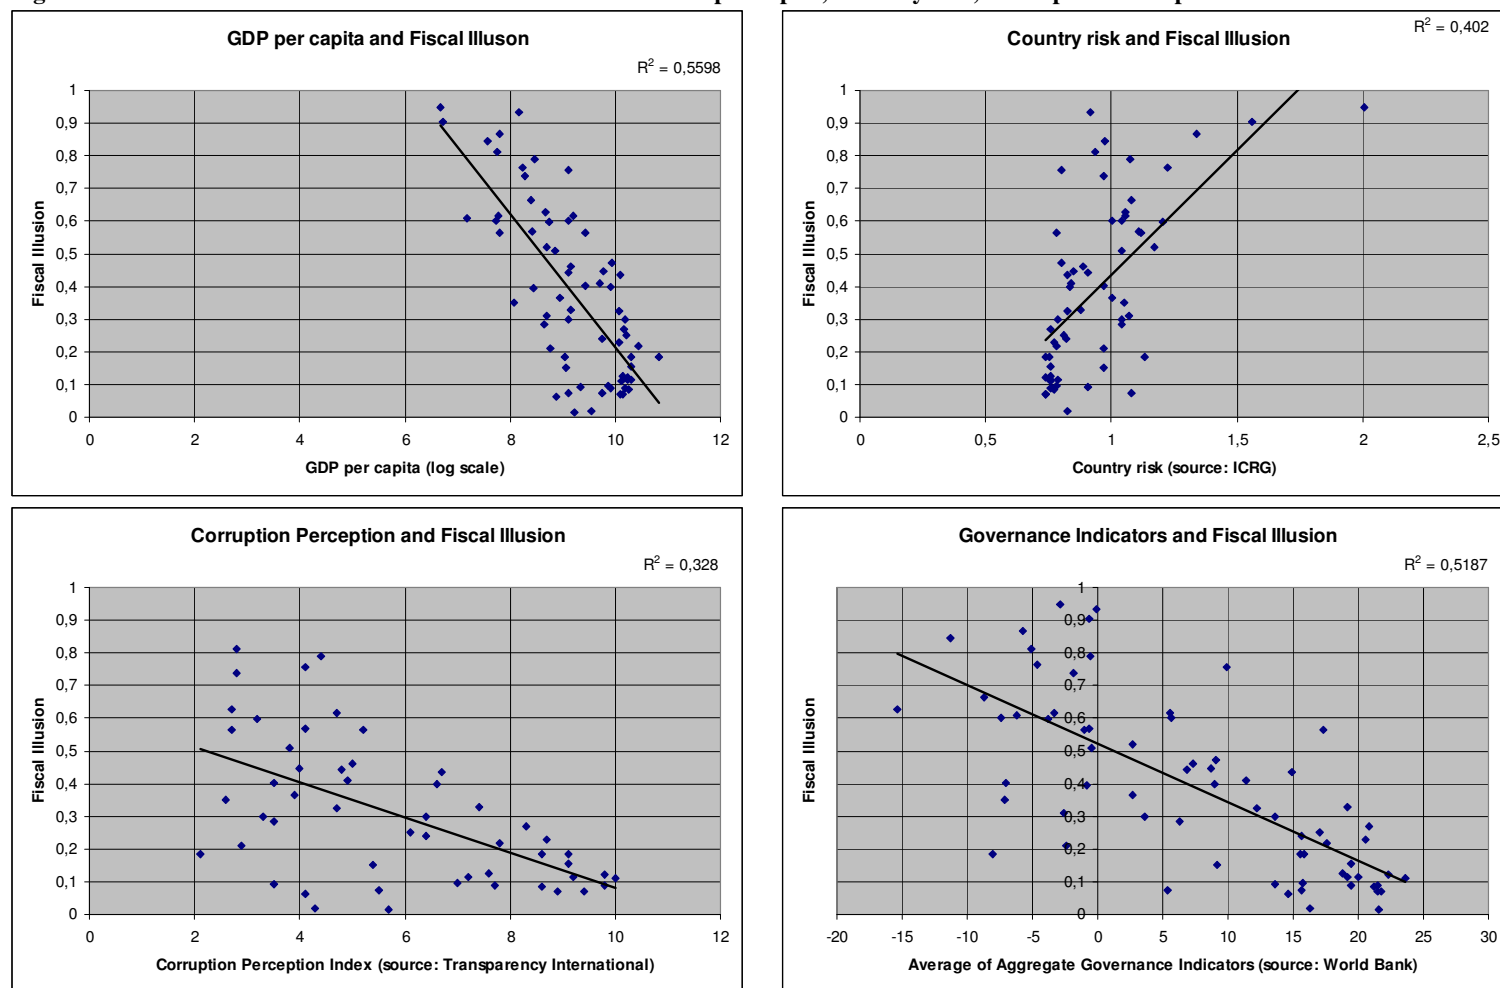 GDP per capita and Fiscal Illuson
R² = 0,5598
Fiscal Illusion
1
0,9
0,8
0,7
0,6
0,5
0,4
0,3
0,2
0,1
0
0 2 4 6 8 10 12
GDP per capita (log scale)
Country risk and Fiscal Illusion
R² = 0,402
Fiscal Illusion
1
0,9
0,8
0,7
0,6
0,5
0,4
0,3
0,2
0,1
0
0 0,5 1 1,5 2 2,5
Country risk (source: ICRG)
Corruption Perception and Fiscal Illusion
R² = 0,328
Fiscal Illusion
1
0,9
0,8
0,7
0,6
0,5
0,4
0,3
0,2
0,1
0
0 2 4 6 8 10 12
Corruption Perception Index (source: Transparency International)
Governance Indicators and Fiscal Illusion
R² = 0,5187
Fiscal Illusion
1
0,9
0,8
0,7
0,6
0,5
0,4
0,3
0,2
0,1
0
-20 -15 -10 -5 0 5 10 15 20 25 30
Average of Aggregate Governance Indicators (source: World Bank)